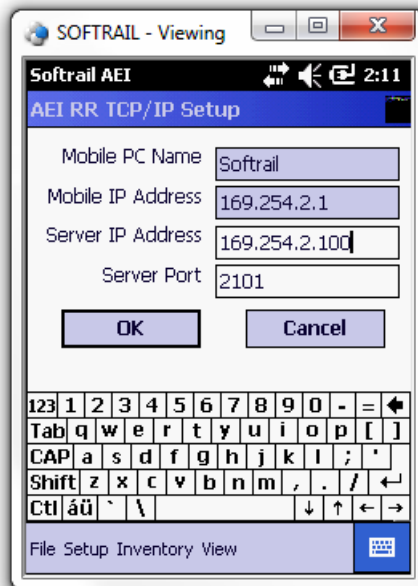 SOFTRAIL - Viewing
Softrail AEI 2:11
AEI RR TCP/IP Setup
Mobile PC Name Softrail
Mobile IP Address 169.254.2.1
Server IP Address 169.254.2.100
Server Port 2101
OK Cancel
123 1 2 3 4 5 6 7 8 9 0 - =
Tab q w e r t y u i o p [ ]
CAP a s d f g h j k l ; '
Shift z x c v b n m , . /
Ctl áü ` \
File Setup Inventory View